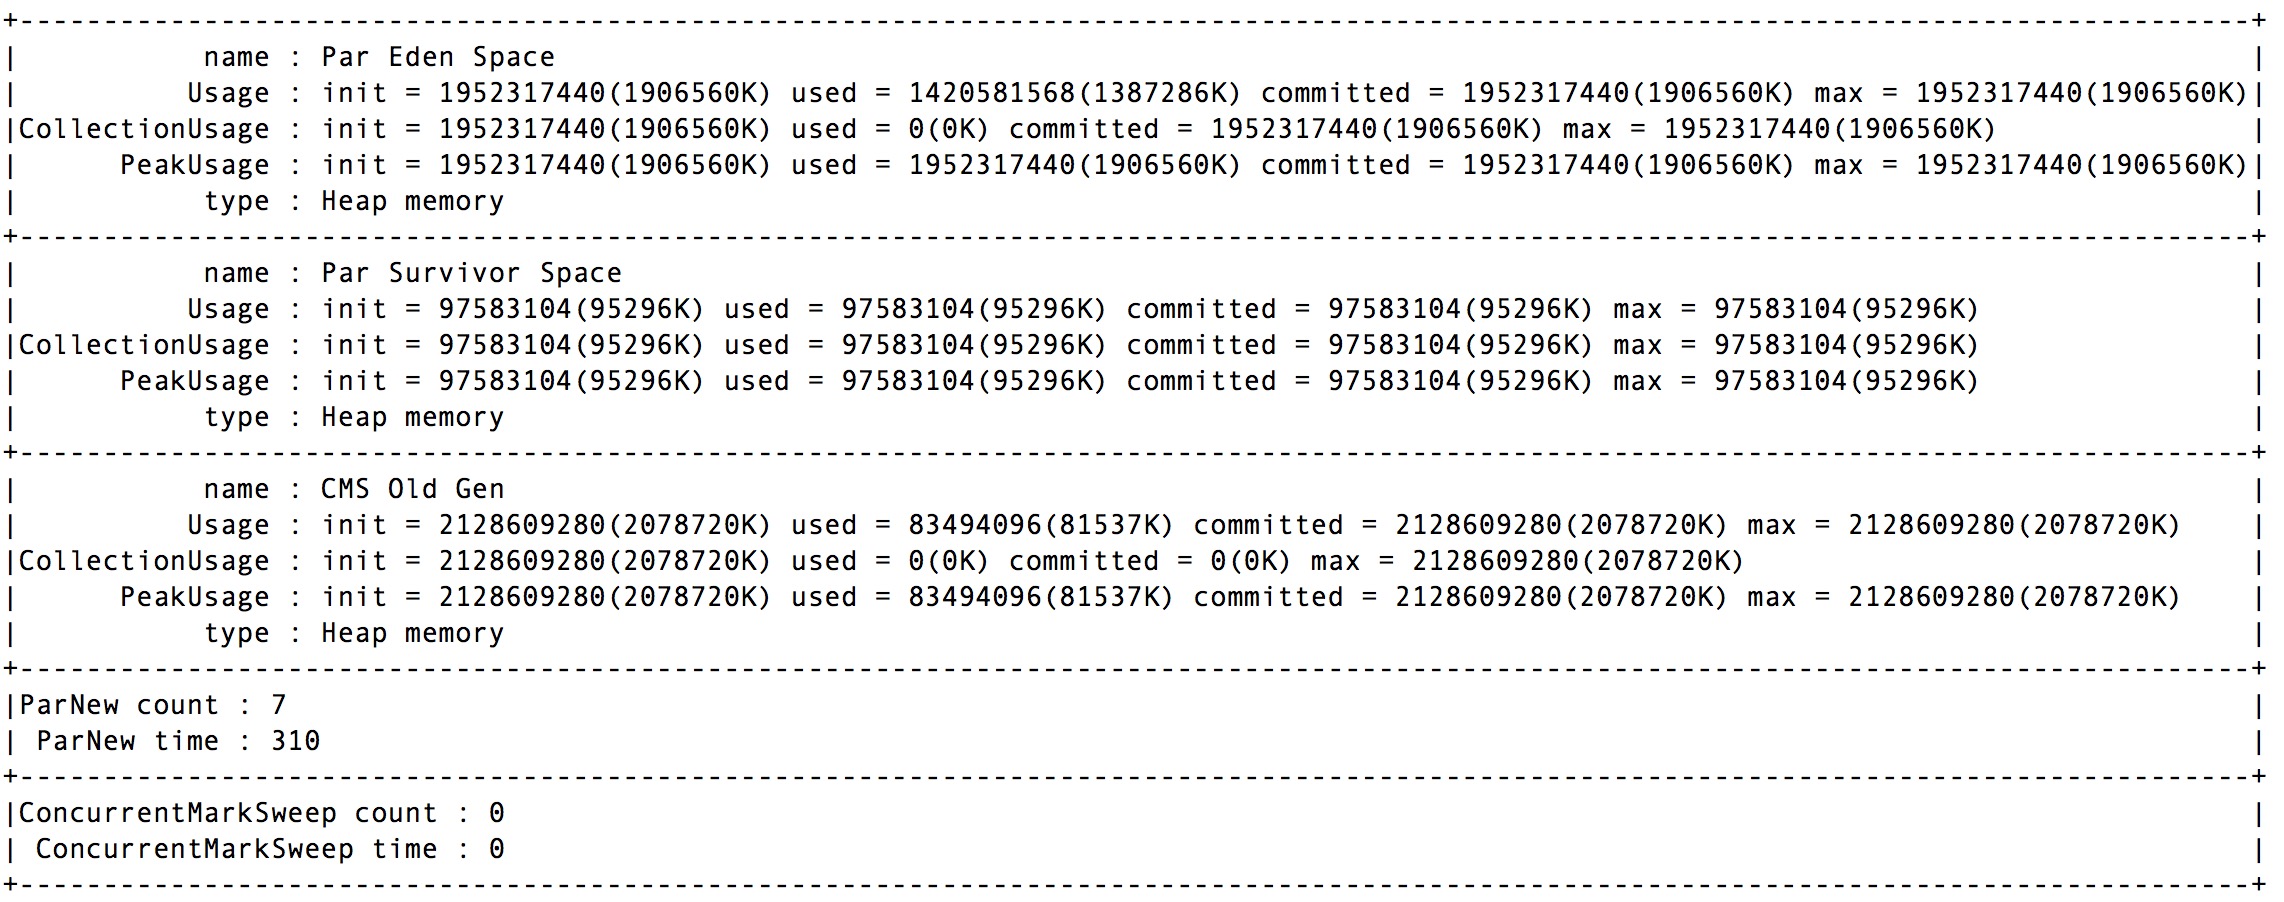 +-------------------------------------------------------------------------------------------------------------------------------------+
| name : Par Eden Space |
| Usage : init = 1952317440(1906560K) used = 1420581568(1387286K) committed = 1952317440(1906560K) max = 1952317440(1906560K)|
|CollectionUsage : init = 1952317440(1906560K) used = 0(0K) committed = 1952317440(1906560K) max = 1952317440(1906560K) |
| PeakUsage : init = 1952317440(1906560K) used = 1952317440(1906560K) committed = 1952317440(1906560K) max = 1952317440(1906560K)|
| type : Heap memory |
+-------------------------------------------------------------------------------------------------------------------------------------+
| name : Par Survivor Space |
| Usage : init = 97583104(95296K) used = 97583104(95296K) committed = 97583104(95296K) max = 97583104(95296K) |
|CollectionUsage : init = 97583104(95296K) used = 97583104(95296K) committed = 97583104(95296K) max = 97583104(95296K) |
| PeakUsage : init = 97583104(95296K) used = 97583104(95296K) committed = 97583104(95296K) max = 97583104(95296K) |
| type : Heap memory |
+-------------------------------------------------------------------------------------------------------------------------------------+
| name : CMS Old Gen |
| Usage : init = 2128609280(2078720K) used = 83494096(81537K) committed = 2128609280(2078720K) max = 2128609280(2078720K) |
|CollectionUsage : init = 2128609280(2078720K) used = 0(0K) committed = 0(0K) max = 2128609280(2078720K) |
| PeakUsage : init = 2128609280(2078720K) used = 83494096(81537K) committed = 2128609280(2078720K) max = 2128609280(2078720K) |
| type : Heap memory |
+-------------------------------------------------------------------------------------------------------------------------------------+
|ParNew count : 7 |
| ParNew time : 310 |
+-------------------------------------------------------------------------------------------------------------------------------------+
|ConcurrentMarkSweep count : 0 |
| ConcurrentMarkSweep time : 0 |
+-------------------------------------------------------------------------------------------------------------------------------------+